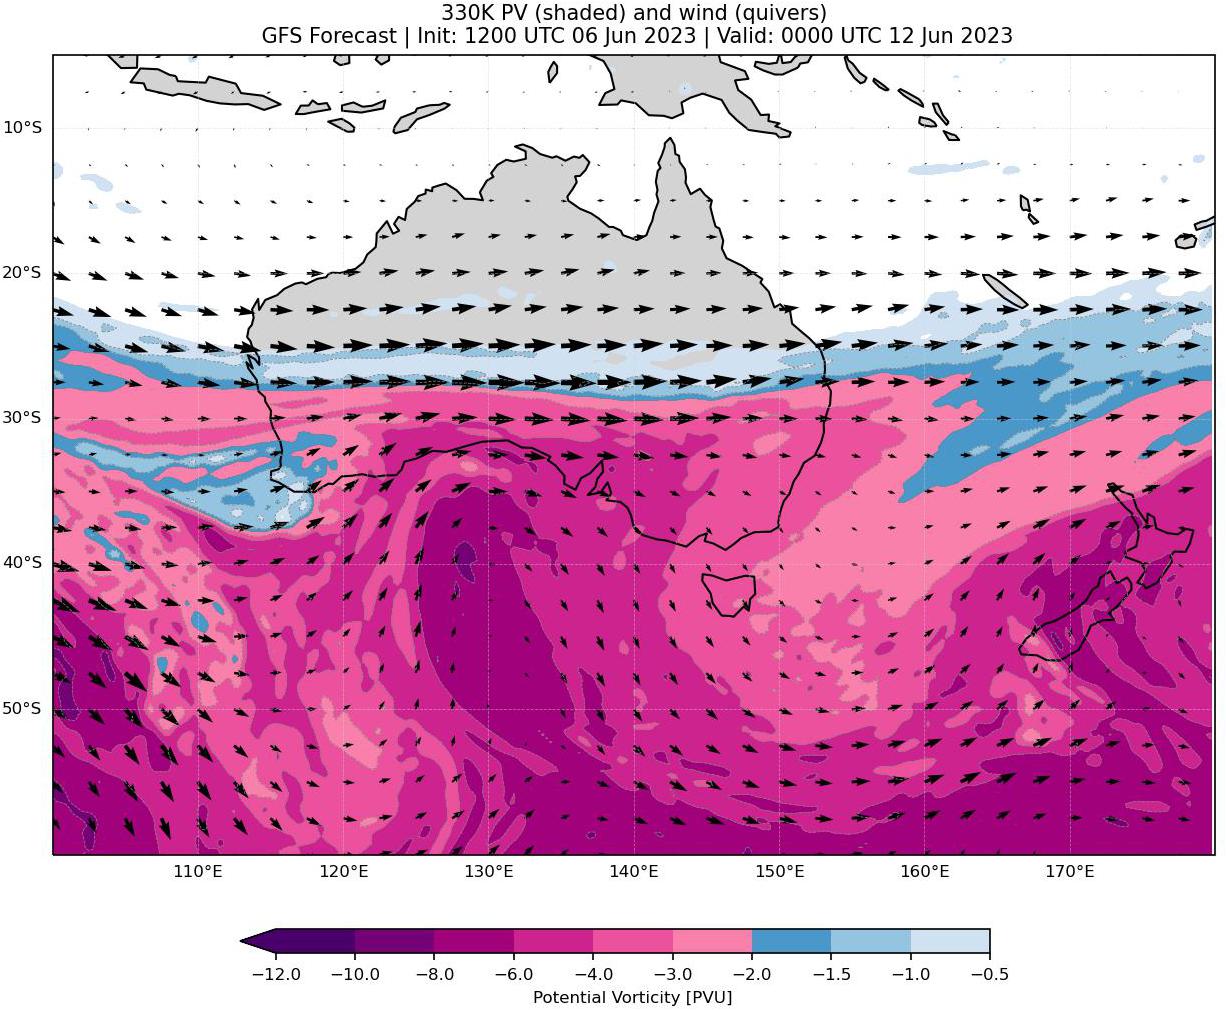 330K PV (shaded) and wind (quivers)
GFS Forecast | Init: 1200 UTC 06 Jun 2023 | Valid: 0000 UTC 12 Jun 2023
10°S
20°S
30°S
40°S
50°S
110°E 120°E 130°E 140°E 150°E 160°E 170°E
−12.0 −10.0 −8.0 −6.0 −4.0 −3.0 −2.0 −1.5 −1.0 −0.5
Potential Vorticity [PVU]